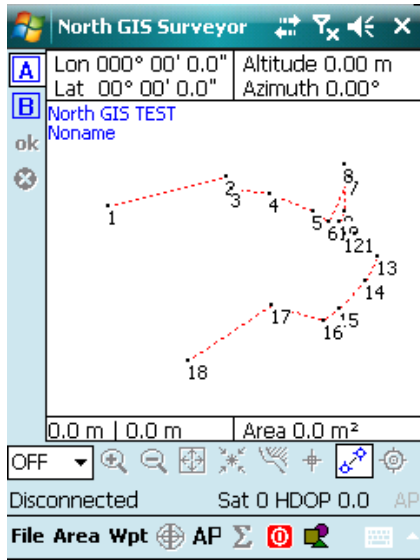 North GIS Surveyor
A
Lon 000° 00' 0.0"
Altitude 0.00 m
B
Lat 00° 00' 0.0"
Azimuth 0.00°
ok
North GIS TEST
Noname
1
2
3
4
5
6
7
8
13
14
15
16
17
18
0.0 m | 0.0 m
Area 0.0 m²
OFF
Disconnected
Sat 0 HDOP 0.0
AP
File Area Wpt
AP
Σ